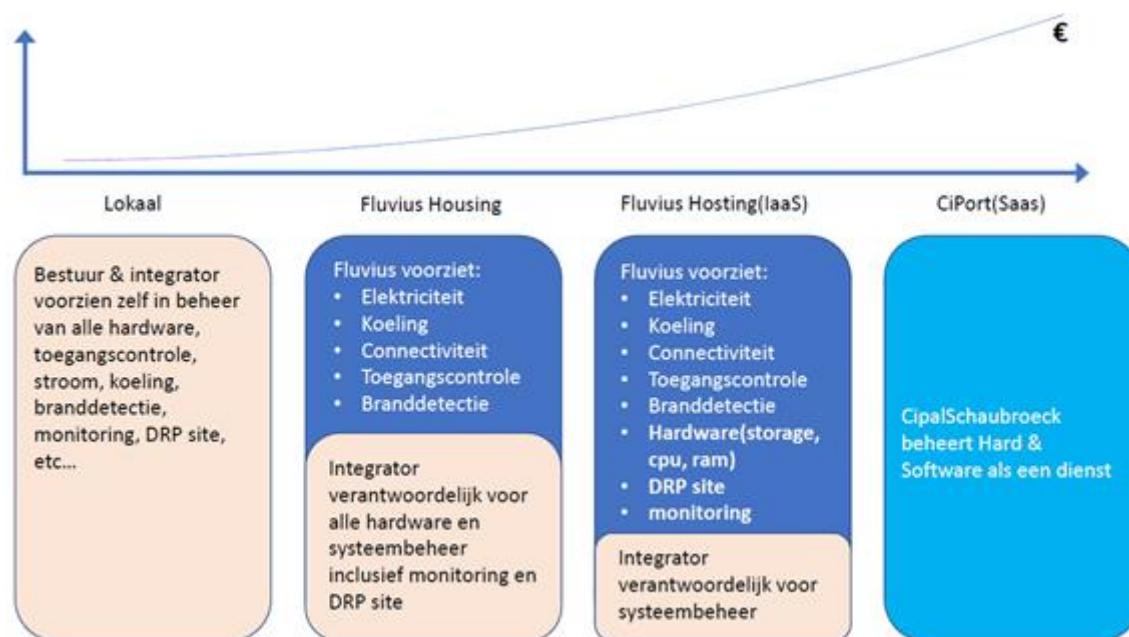 €
Lokaal
Fluvius Housing
Fluvius Hosting(IaaS)
CiPort(Saas)
Bestuur & integrator
voorzien zelf in beheer
van alle hardware,
toegangscontrole,
stroom, koeling,
branddetectie,
monitoring, DRP site,
etc...
Fluvius voorziet:
• Elektriciteit
• Koeling
• Connectiviteit
• Toegangscontrole
• Branddetectie
Integrator
verantwoordelijk voor
alle hardware en
systeembeheer
inclusief monitoring en
DRP site
Fluvius voorziet:
• Elektriciteit
• Koeling
• Connectiviteit
• Toegangscontrole
• Branddetectie
• Hardware(storage,
cpu, ram)
• DRP site
• monitoring
Integrator
verantwoordelijk voor
systeembeheer
CipalSchaubroeck
beheert Hard &
Software als een dienst